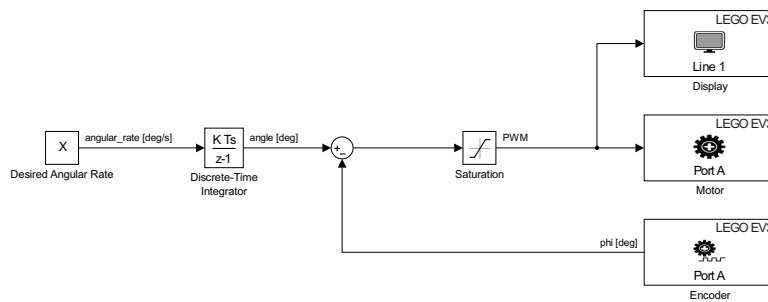 LEGO EV3
Line 1
Display
X
angular_rate [deg/s]
Desired Angular Rate
K Ts
z-1
angle [deg]
Discrete-Time
Integrator
+
−
Saturation
PWM
LEGO EV3
Port A
Motor
phi [deg]
LEGO EV3
Port A
Encoder